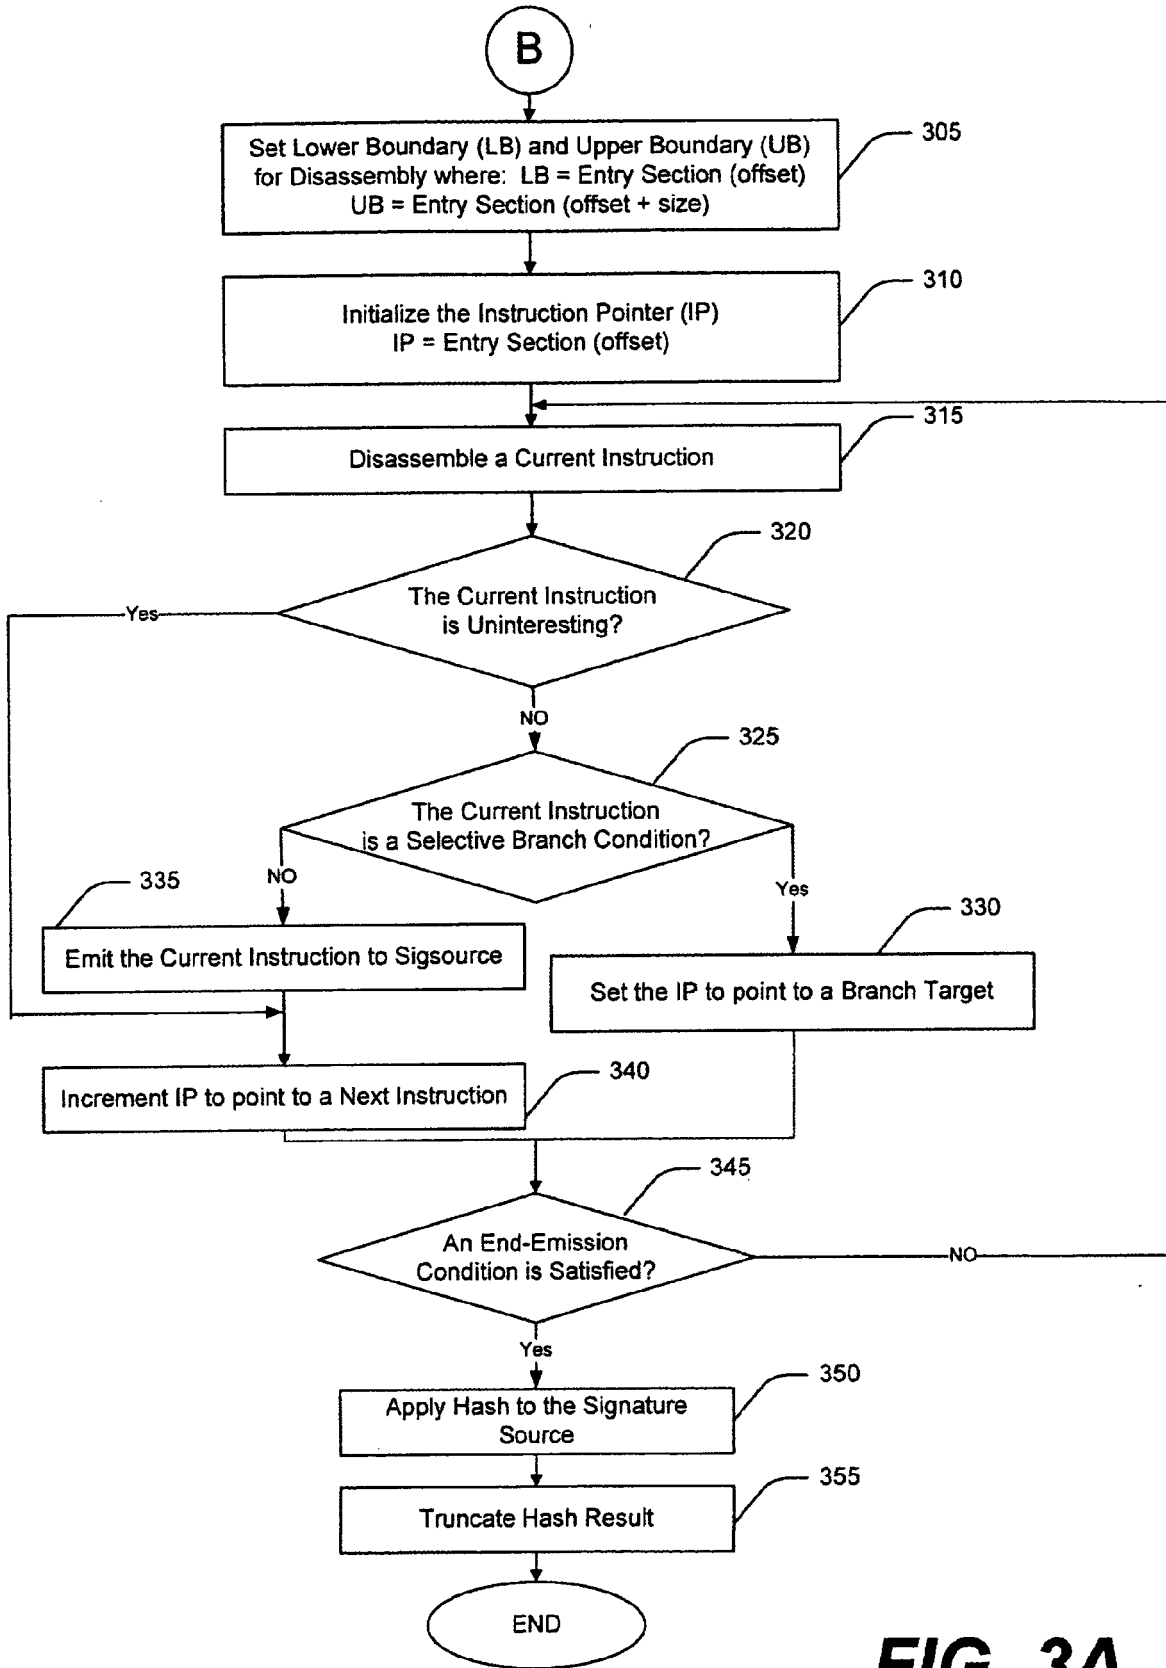 B
Set Lower Boundary (LB) and Upper Boundary (UB)
for Disassembly where: LB = Entry Section (offset)
UB = Entry Section (offset + size)
305
Initialize the Instruction Pointer (IP)
IP = Entry Section (offset)
310
Disassemble a Current Instruction
315
The Current Instruction
is Uninteresting?
320
Yes
NO
The Current Instruction
is a Selective Branch Condition?
325
NO
Yes
335
Emit the Current Instruction to Sigsource
330
Set the IP to point to a Branch Target
Increment IP to point to a Next Instruction
340
An End-Emission
Condition is Satisfied?
345
NO
Yes
Apply Hash to the Signature
Source
350
Truncate Hash Result
355
END
FIG. 3A